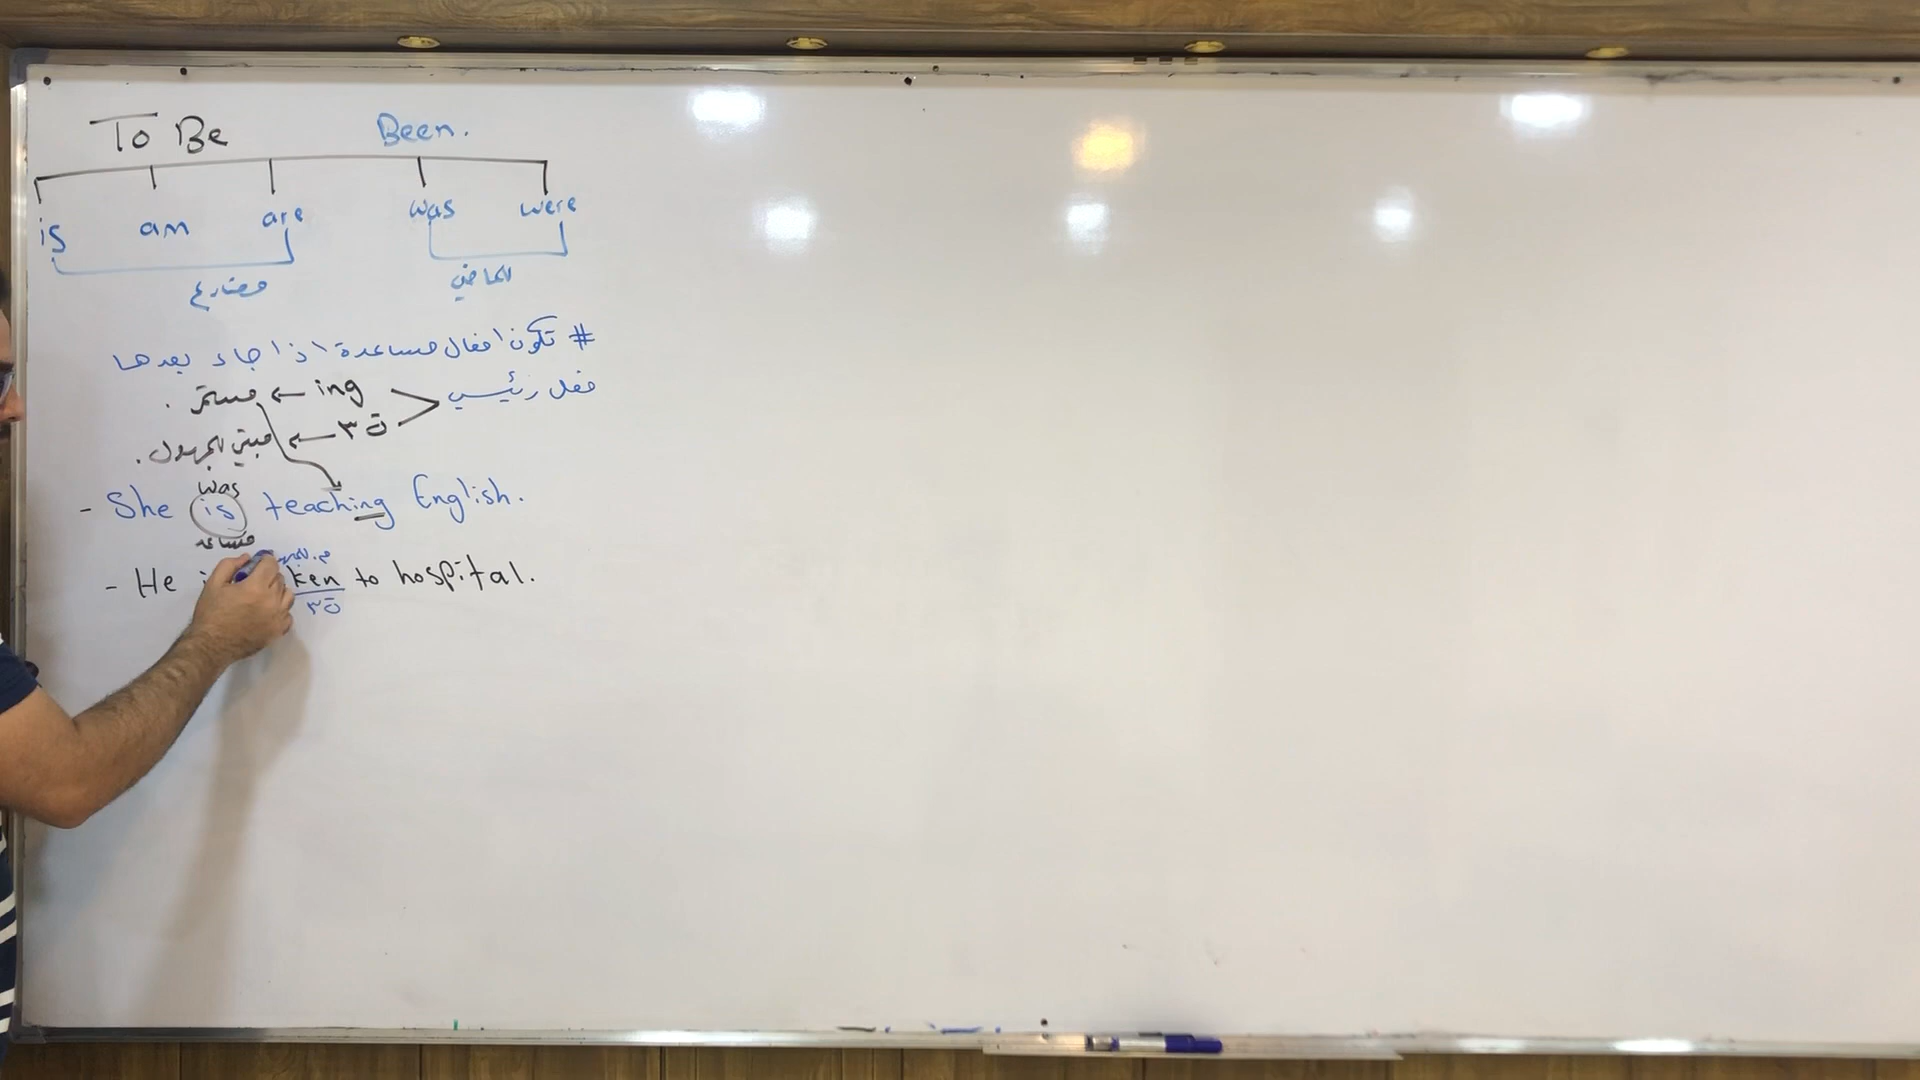 To Be Been.
is am are was were
مضارع الماضي
# تكون افعال مساعدة اذا جاء بعدها
فعل رئيسي
ing ← مستمر .
ت٣ ← مبني للمجهول .
was
- She is teaching English.
مساعد
م. للمجهول
- He ken to hospital.
ت٣